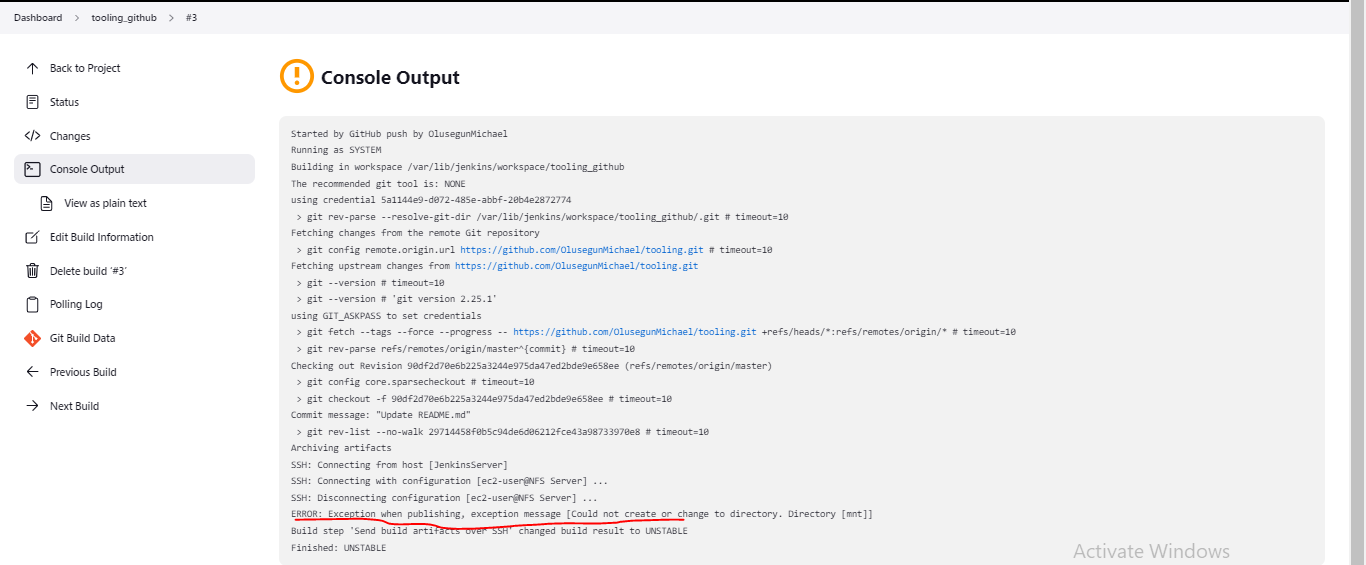 Dashboard > tooling_github > #3
Back to Project
Status
Changes
Console Output
View as plain text
Edit Build Information
Delete build '#3'
Polling Log
Git Build Data
Previous Build
Next Build
Console Output
Started by GitHub push by OlusegunMichael
Running as SYSTEM
Building in workspace /var/lib/jenkins/workspace/tooling_github
The recommended git tool is: NONE
using credential 5a1144e9-d072-485e-abbf-20b4e2872774
> git rev-parse --resolve-git-dir /var/lib/jenkins/workspace/tooling_github/.git # timeout=10
Fetching changes from the remote Git repository
> git config remote.origin.url https://github.com/OlusegunMichael/tooling.git # timeout=10
Fetching upstream changes from https://github.com/OlusegunMichael/tooling.git
> git --version # timeout=10
> git --version # 'git version 2.25.1'
using GIT_ASKPASS to set credentials
> git fetch --tags --force --progress -- https://github.com/OlusegunMichael/tooling.git +refs/heads/*:refs/remotes/origin/* # timeout=10
> git rev-parse refs/remotes/origin/master^{commit} # timeout=10
Checking out Revision 90df2d70e6b225a3244e975da47ed2bde9e658ee (refs/remotes/origin/master)
> git config core.sparsecheckout # timeout=10
> git checkout -f 90df2d70e6b225a3244e975da47ed2bde9e658ee # timeout=10
Commit message: "Update README.md"
> git rev-list --no-walk 29714458f0b5c94de6d06212fce43a98733970e8 # timeout=10
Archiving artifacts
SSH: Connecting from host [JenkinsServer]
SSH: Connecting with configuration [ec2-user@NFS Server] ...
SSH: Disconnecting configuration [ec2-user@NFS Server] ...
ERROR: Exception when publishing, exception message [Could not create or change to directory. Directory [mnt]]
Build step 'Send build artifacts over SSH' changed build result to UNSTABLE
Finished: UNSTABLE
Activate Windows